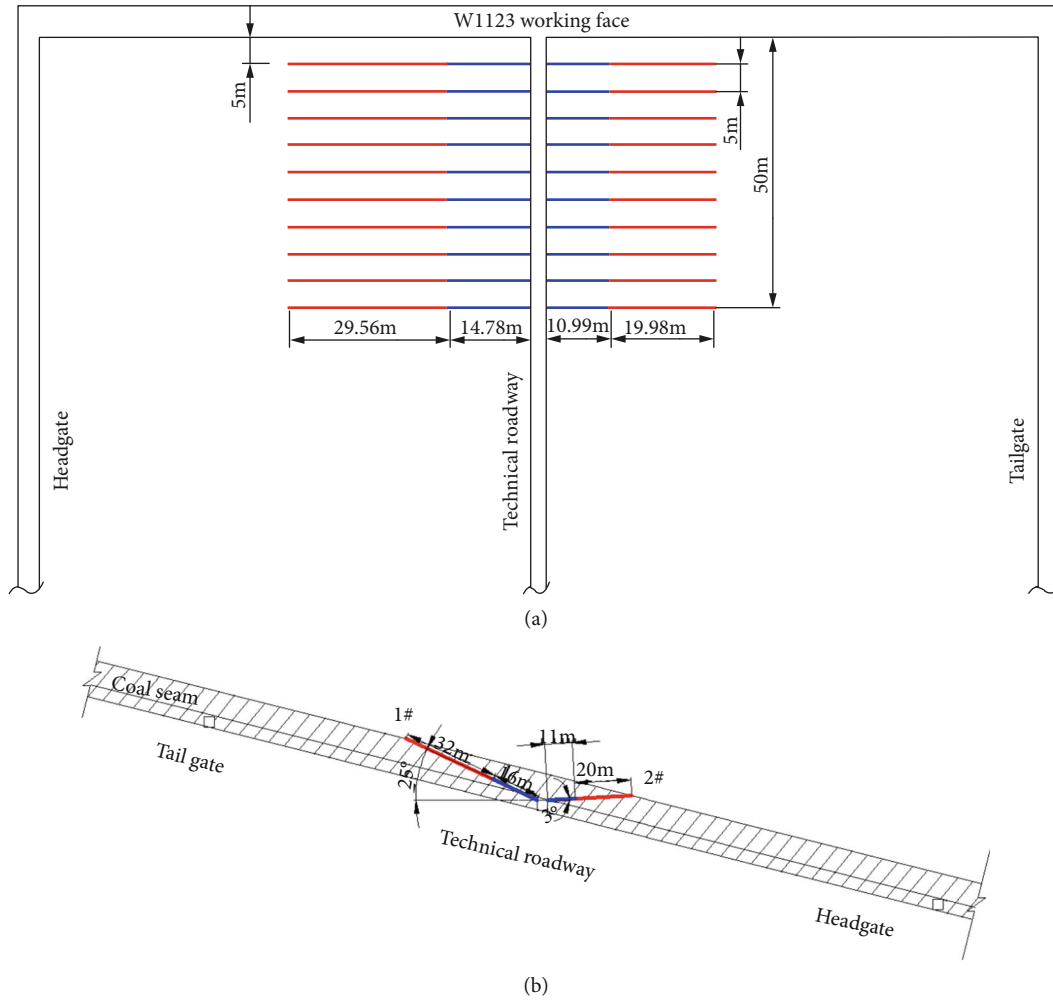 W1123 working face
5m
5m
50m
29.56m
14.78m
10.99m
19.98m
Headgate
Technical roadway
Tailgate
(a)
Coal seam
1#
32m
16m
11m
20m
2#
25°
3°
Tail gate
Technical roadway
Headgate
(b)